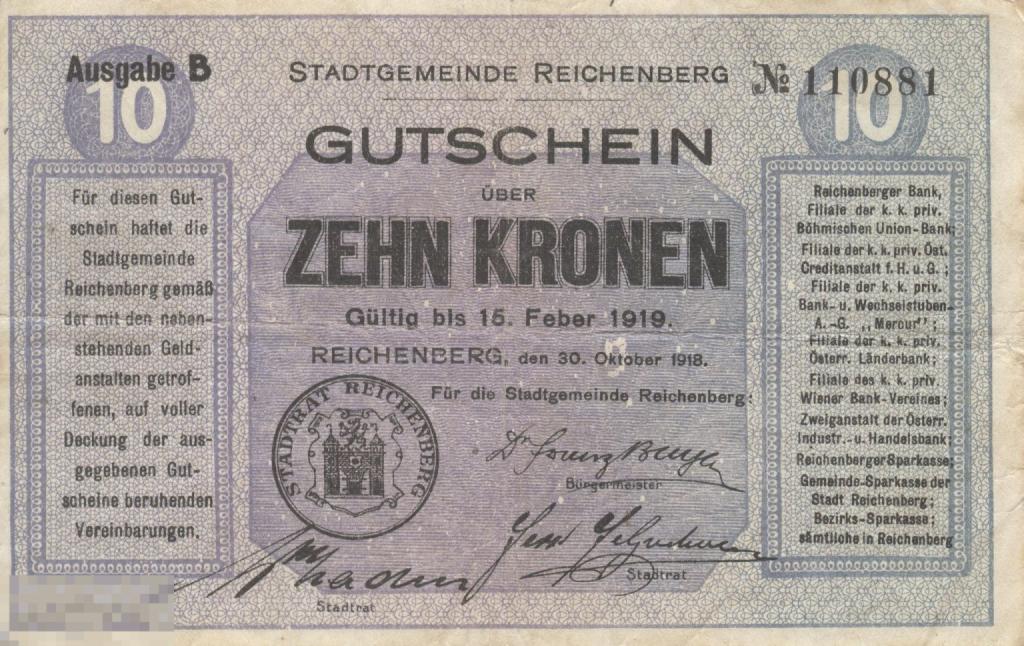 Ausgabe B
10
STADTGEMEINDE REICHENBERG
№ 110881
10
GUTSCHEIN
ÜBER
ZEHN KRONEN
Gültig bis 15. Feber 1919.
REICHENBERG, den 30. Oktober 1918.
Für die Stadtgemeinde Reichenberg:
Bürgermeister
Stadtrat
Stadtrat
STADTRAT REICHENBERG
Für diesen Gut-
schein haftet die
Stadtgemeinde
Reichenberg gemäß
der mit den neben-
stehenden Geld-
anstalten getrof-
fenen, auf voller
Deckung der aus-
gegebenen Gut-
scheine beruhenden
Vereinbarungen.
Reichenberger Bank,
Filiale der k. k. priv.
Böhmischen Union-Bank;
Filiale der k. k. priv. Öst.
Creditanstalt f. H. u. G. ;
Filiale der k. k. priv.
Bank- u. Wechselstuben-
A.-G. „Mercur" ;
Filiale der k. k. priv.
Österr. Länderbank;
Filiale des k. k. priv.
Wiener Bank-Vereines;
Zweiganstalt der Österr.
Industr.- u. Handelsbank;
Reichenberger Sparkasse;
Gemeinde-Sparkasse der
Stadt Reichenberg;
Bezirks-Sparkasse;
sämtliche in Reichenberg